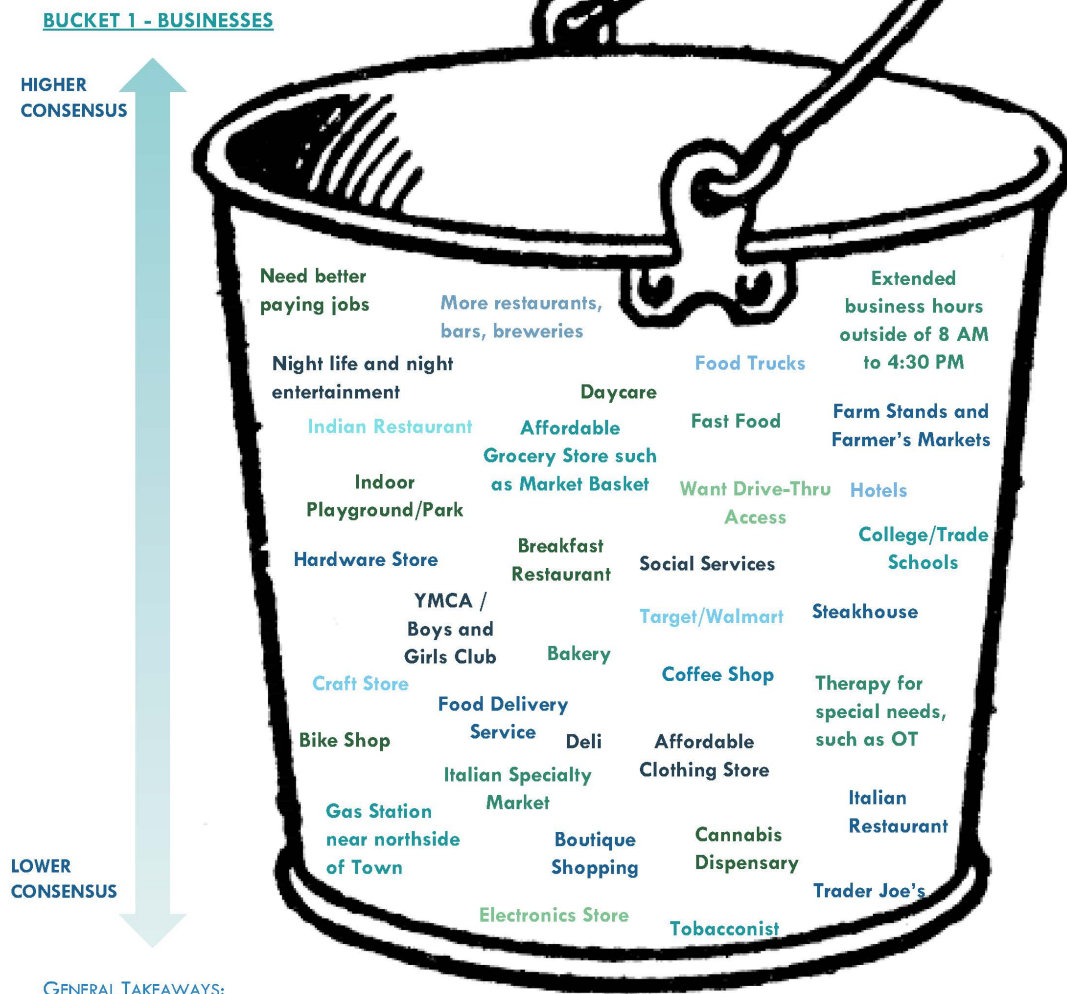 BUCKET 1 - BUSINESSES
HIGHER
CONSENSUS
Need better
paying jobs
More restaurants,
bars, breweries
Extended
business hours
outside of 8 AM
to 4:30 PM
Night life and night
entertainment
Food Trucks
Daycare
Indian Restaurant
Affordable
Grocery Store such
as Market Basket
Fast Food
Farm Stands and
Farmer's Markets
Indoor
Playground/Park
Want Drive-Thru
Access
Hotels
College/Trade
Schools
Hardware Store
Breakfast
Restaurant
Social Services
YMCA /
Boys and
Girls Club
Target/Walmart
Steakhouse
Bakery
Coffee Shop
Craft Store
Food Delivery
Service
Therapy for
special needs,
such as OT
Bike Shop
Deli
Affordable
Clothing Store
Italian Specialty
Market
Gas Station
near northside
of Town
Boutique
Shopping
Cannabis
Dispensary
Italian
Restaurant
LOWER
CONSENSUS
Trader Joe's
Electronics Store
Tobacconist
GENERAL TAKEAWAYS: